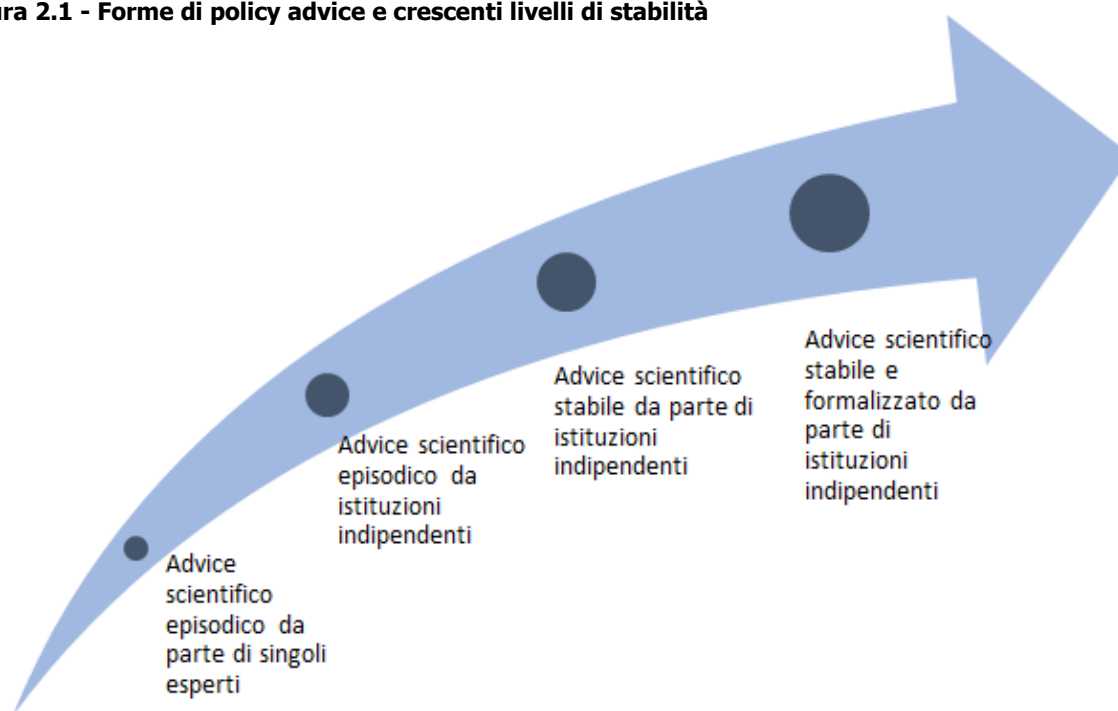 ura 2.1 - Forme di policy advice e crescenti livelli di stabilità
Advice scientifico
stabile e
formalizzato da
parte di
istituzioni
indipendenti
Advice scientifico
stabile da parte di
istituzioni
indipendenti
Advice scientifico
episodico da
istituzioni
indipendenti
Advice
scientifico
episodico da
parte di singoli
esperti